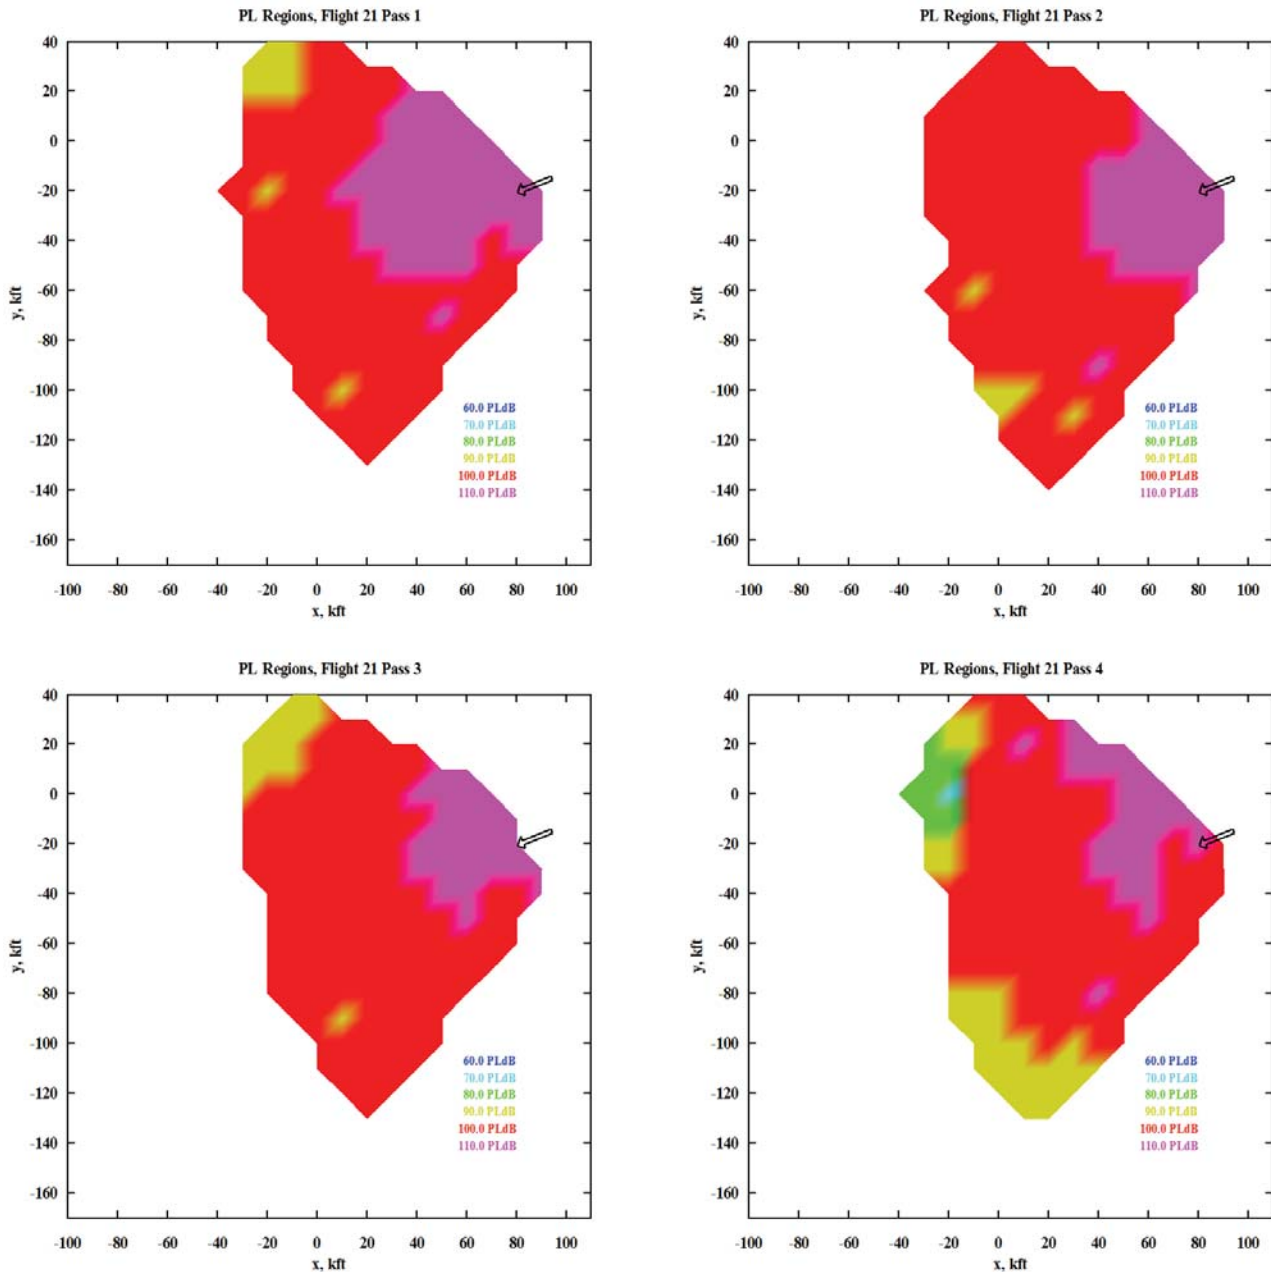 PL Regions, Flight 21 Pass 1
40
20
0
-20
-40
-60
-80
-100
-120
-140
-160
y, kft
60.0 PLdB
70.0 PLdB
80.0 PLdB
90.0 PLdB
100.0 PLdB
110.0 PLdB
-100 -80 -60 -40 -20 0 20 40 60 80 100
x, kft
PL Regions, Flight 21 Pass 2
40
20
0
-20
-40
-60
-80
-100
-120
-140
-160
y, kft
60.0 PLdB
70.0 PLdB
80.0 PLdB
90.0 PLdB
100.0 PLdB
110.0 PLdB
-100 -80 -60 -40 -20 0 20 40 60 80 100
x, kft
PL Regions, Flight 21 Pass 3
40
20
0
-20
-40
-60
-80
-100
-120
-140
-160
y, kft
60.0 PLdB
70.0 PLdB
80.0 PLdB
90.0 PLdB
100.0 PLdB
110.0 PLdB
-100 -80 -60 -40 -20 0 20 40 60 80 100
x, kft
PL Regions, Flight 21 Pass 4
40
20
0
-20
-40
-60
-80
-100
-120
-140
-160
y, kft
60.0 PLdB
70.0 PLdB
80.0 PLdB
90.0 PLdB
100.0 PLdB
110.0 PLdB
-100 -80 -60 -40 -20 0 20 40 60 80 100
x, kft